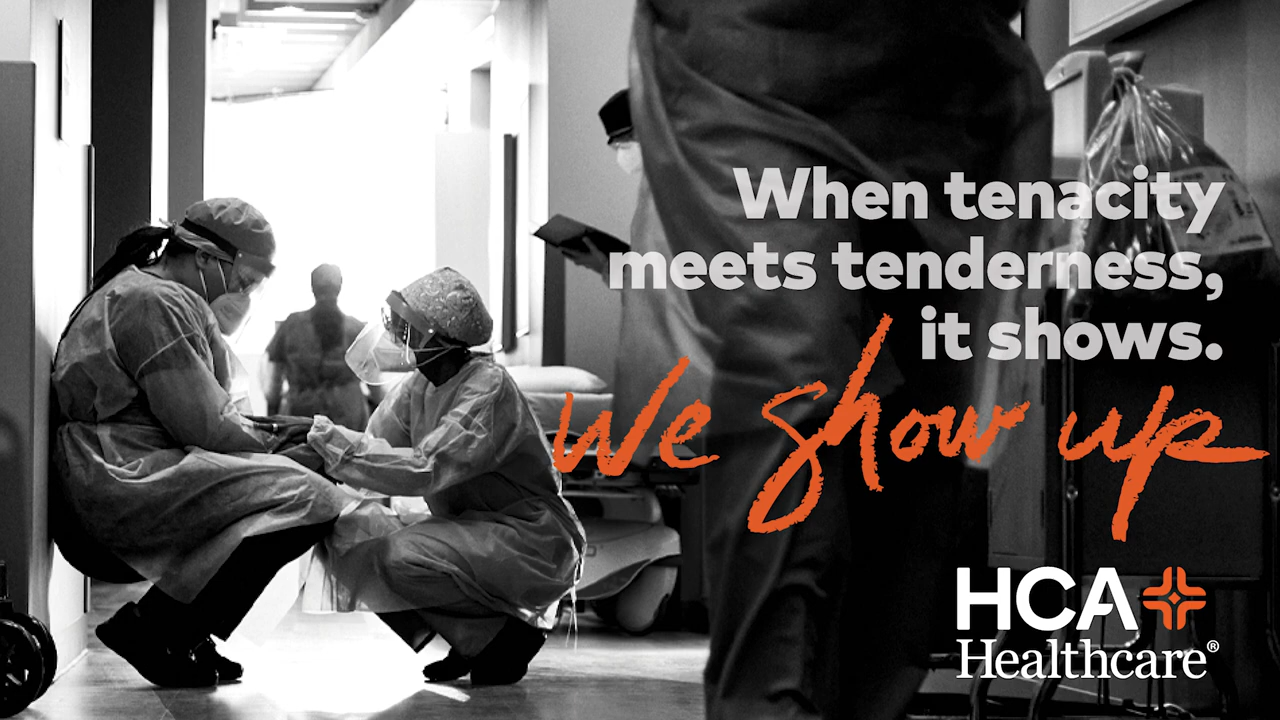 When tenacity
meets tenderness,
it shows.
We show up
HCA
Healthcare®